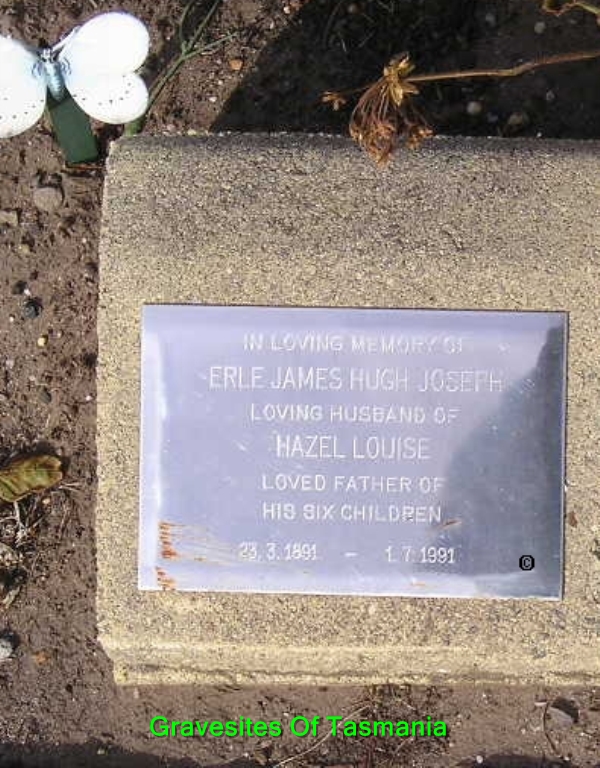 IN LOVING MEMORY OF
ERLE JAMES HUGH JOSEPH
LOVING HUSBAND OF
HAZEL LOUISE
LOVED FATHER OF
HIS SIX CHILDREN
23.3.1891 - 1.7.1991
©
Gravesites Of Tasmania